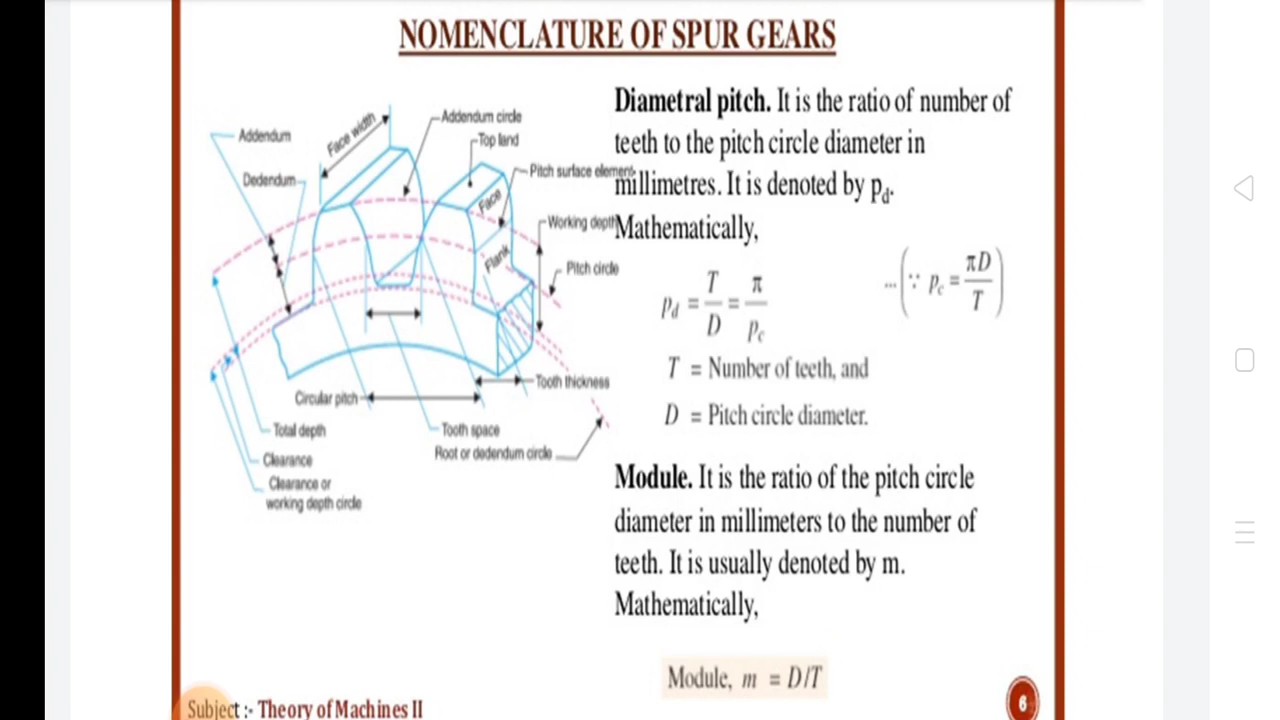 NOMENCLATURE OF SPUR GEARS
Addendum
Dedendum
Face width
Addendum circle
Top land
Pitch surface element
Face
Working depth
Flank
Pitch circle
Tooth thickness
Circular pitch
Total depth
Tooth space
Root or dedendum circle
Clearance
Clearance or
working depth circle
Diametral pitch. It is the ratio of number of
teeth to the pitch circle diameter in
millimetres. It is denoted by p_d.
Mathematically,
p_d = T/D = π/p_c ...(∵ p_c = πD/T)
T = Number of teeth, and
D = Pitch circle diameter.
Module. It is the ratio of the pitch circle
diameter in millimeters to the number of
teeth. It is usually denoted by m.
Mathematically,
Module, m = D/T
Subject :- Theory of Machines II
6